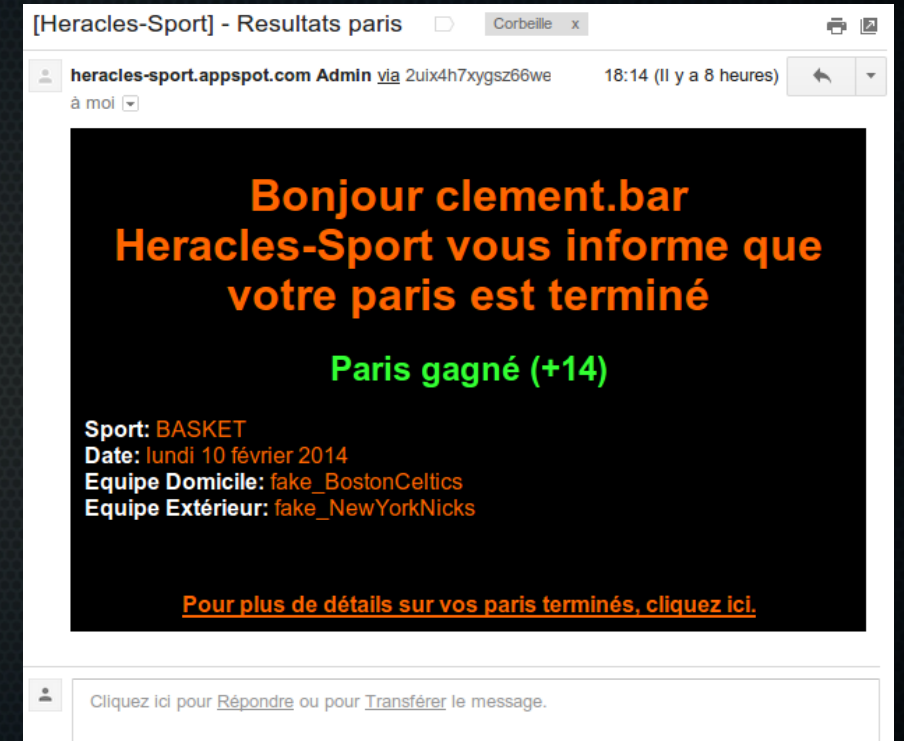 [Heracles-Sport] - Resultats paris Corbeille x
heracles-sport.appspot.com Admin via 2uix4h7xygsz66we 18:14 (Il y a 8 heures)
à moi
Bonjour clement.bar
Heracles-Sport vous informe que
votre paris est terminé
Paris gagné (+14)
Sport: BASKET
Date: lundi 10 février 2014
Equipe Domicile: fake_BostonCeltics
Equipe Extérieur: fake_NewYorkNicks
Pour plus de détails sur vos paris terminés, cliquez ici.
Cliquez ici pour Répondre ou pour Transférer le message.